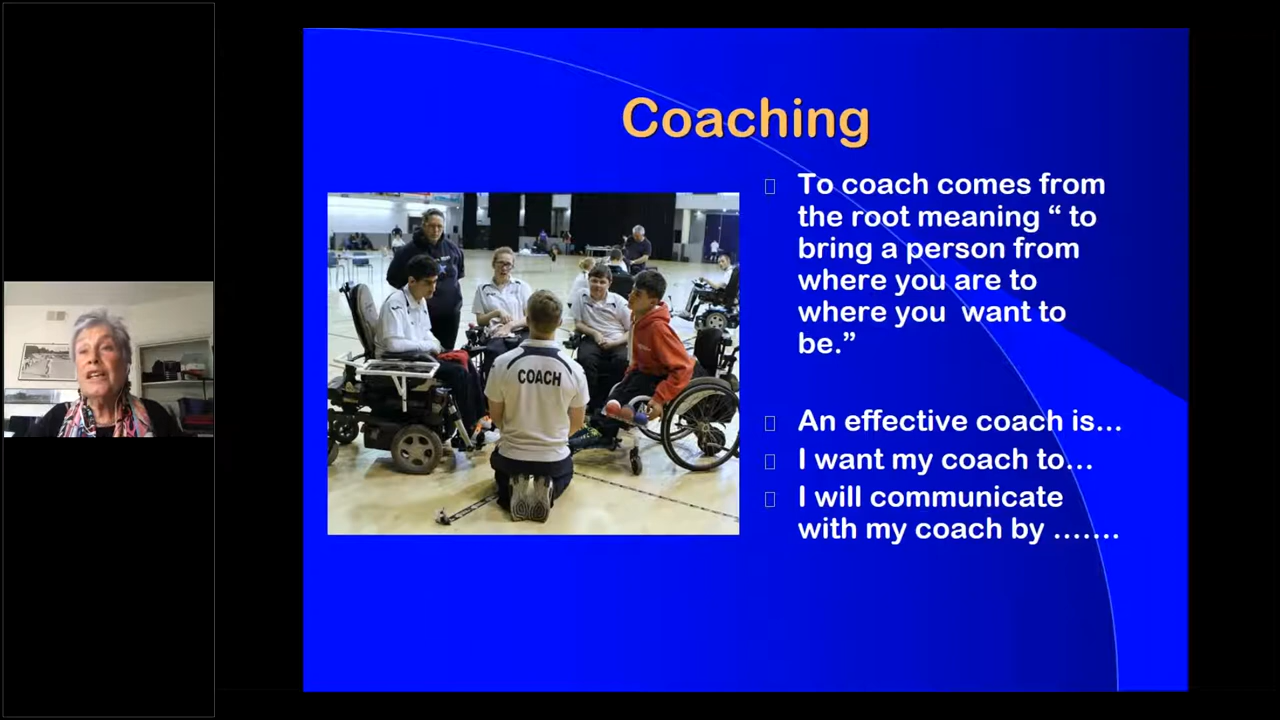 Coaching
To coach comes from
the root meaning “ to
bring a person from
where you are to
where you want to
be.”
An effective coach is...
I want my coach to...
I will communicate
with my coach by .......
COACH